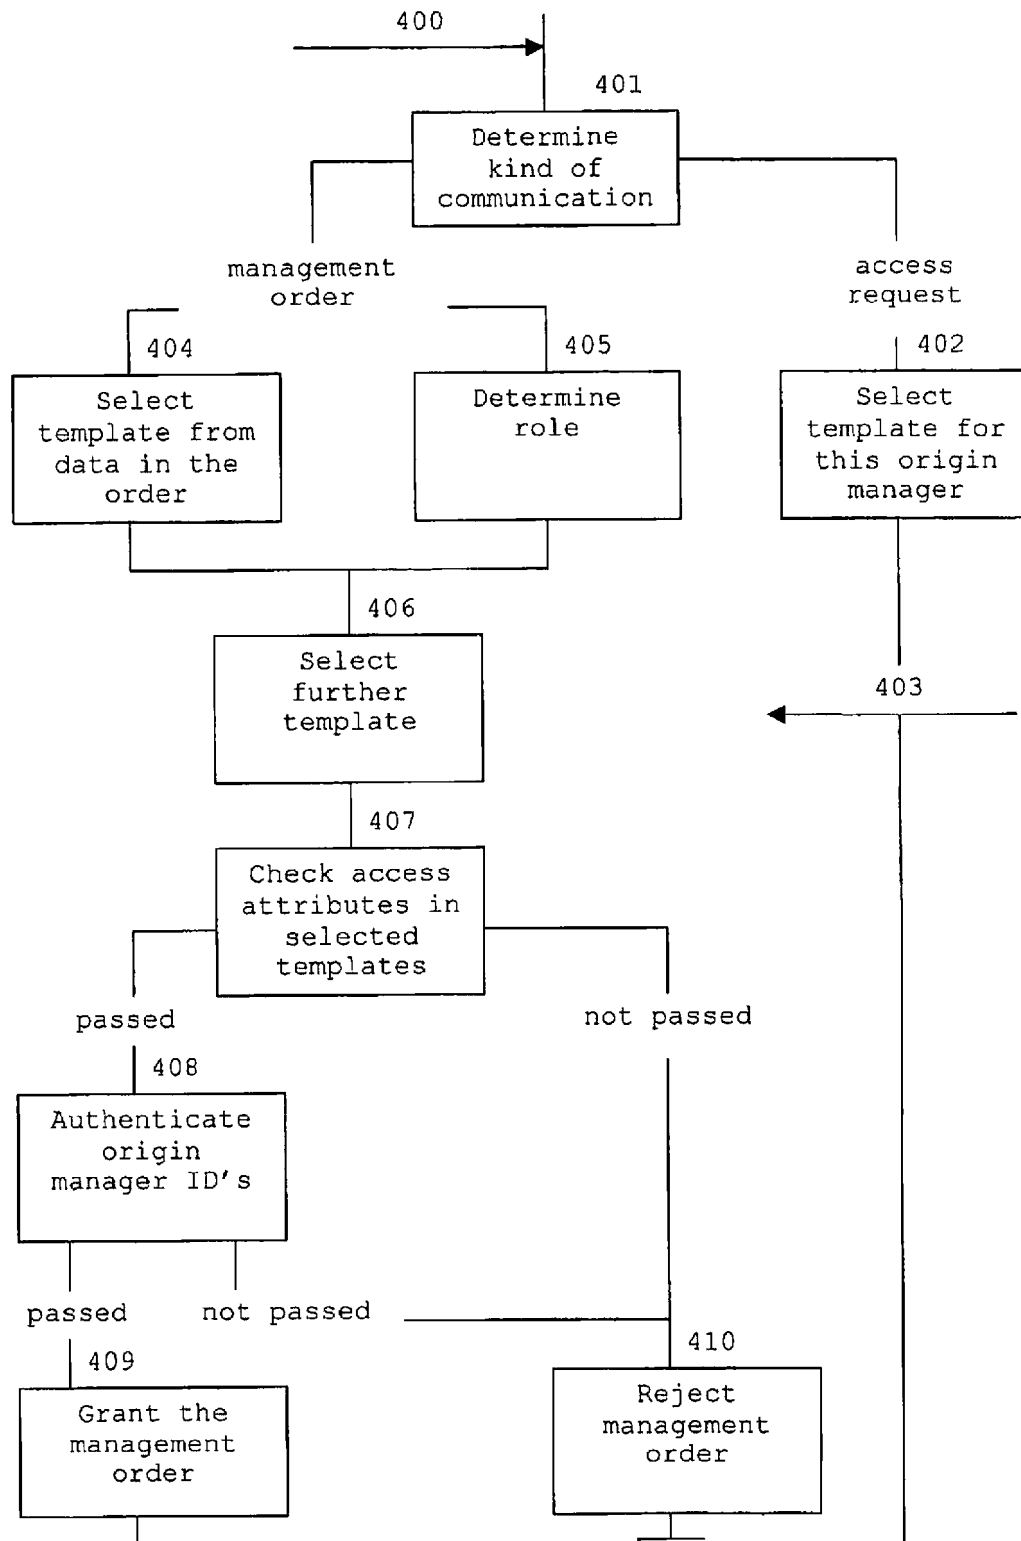 400
401
Determine
kind of
communication
management
order
access
request
404
405
402
Select
template from
data in the
order
Determine
role
Select
template for
this origin
manager
406
Select
further
template
403
407
Check access
attributes in
selected
templates
passed
not passed
408
Authenticate
origin
manager ID's
passed
not passed
409
410
Grant the
management
order
Reject
management
order